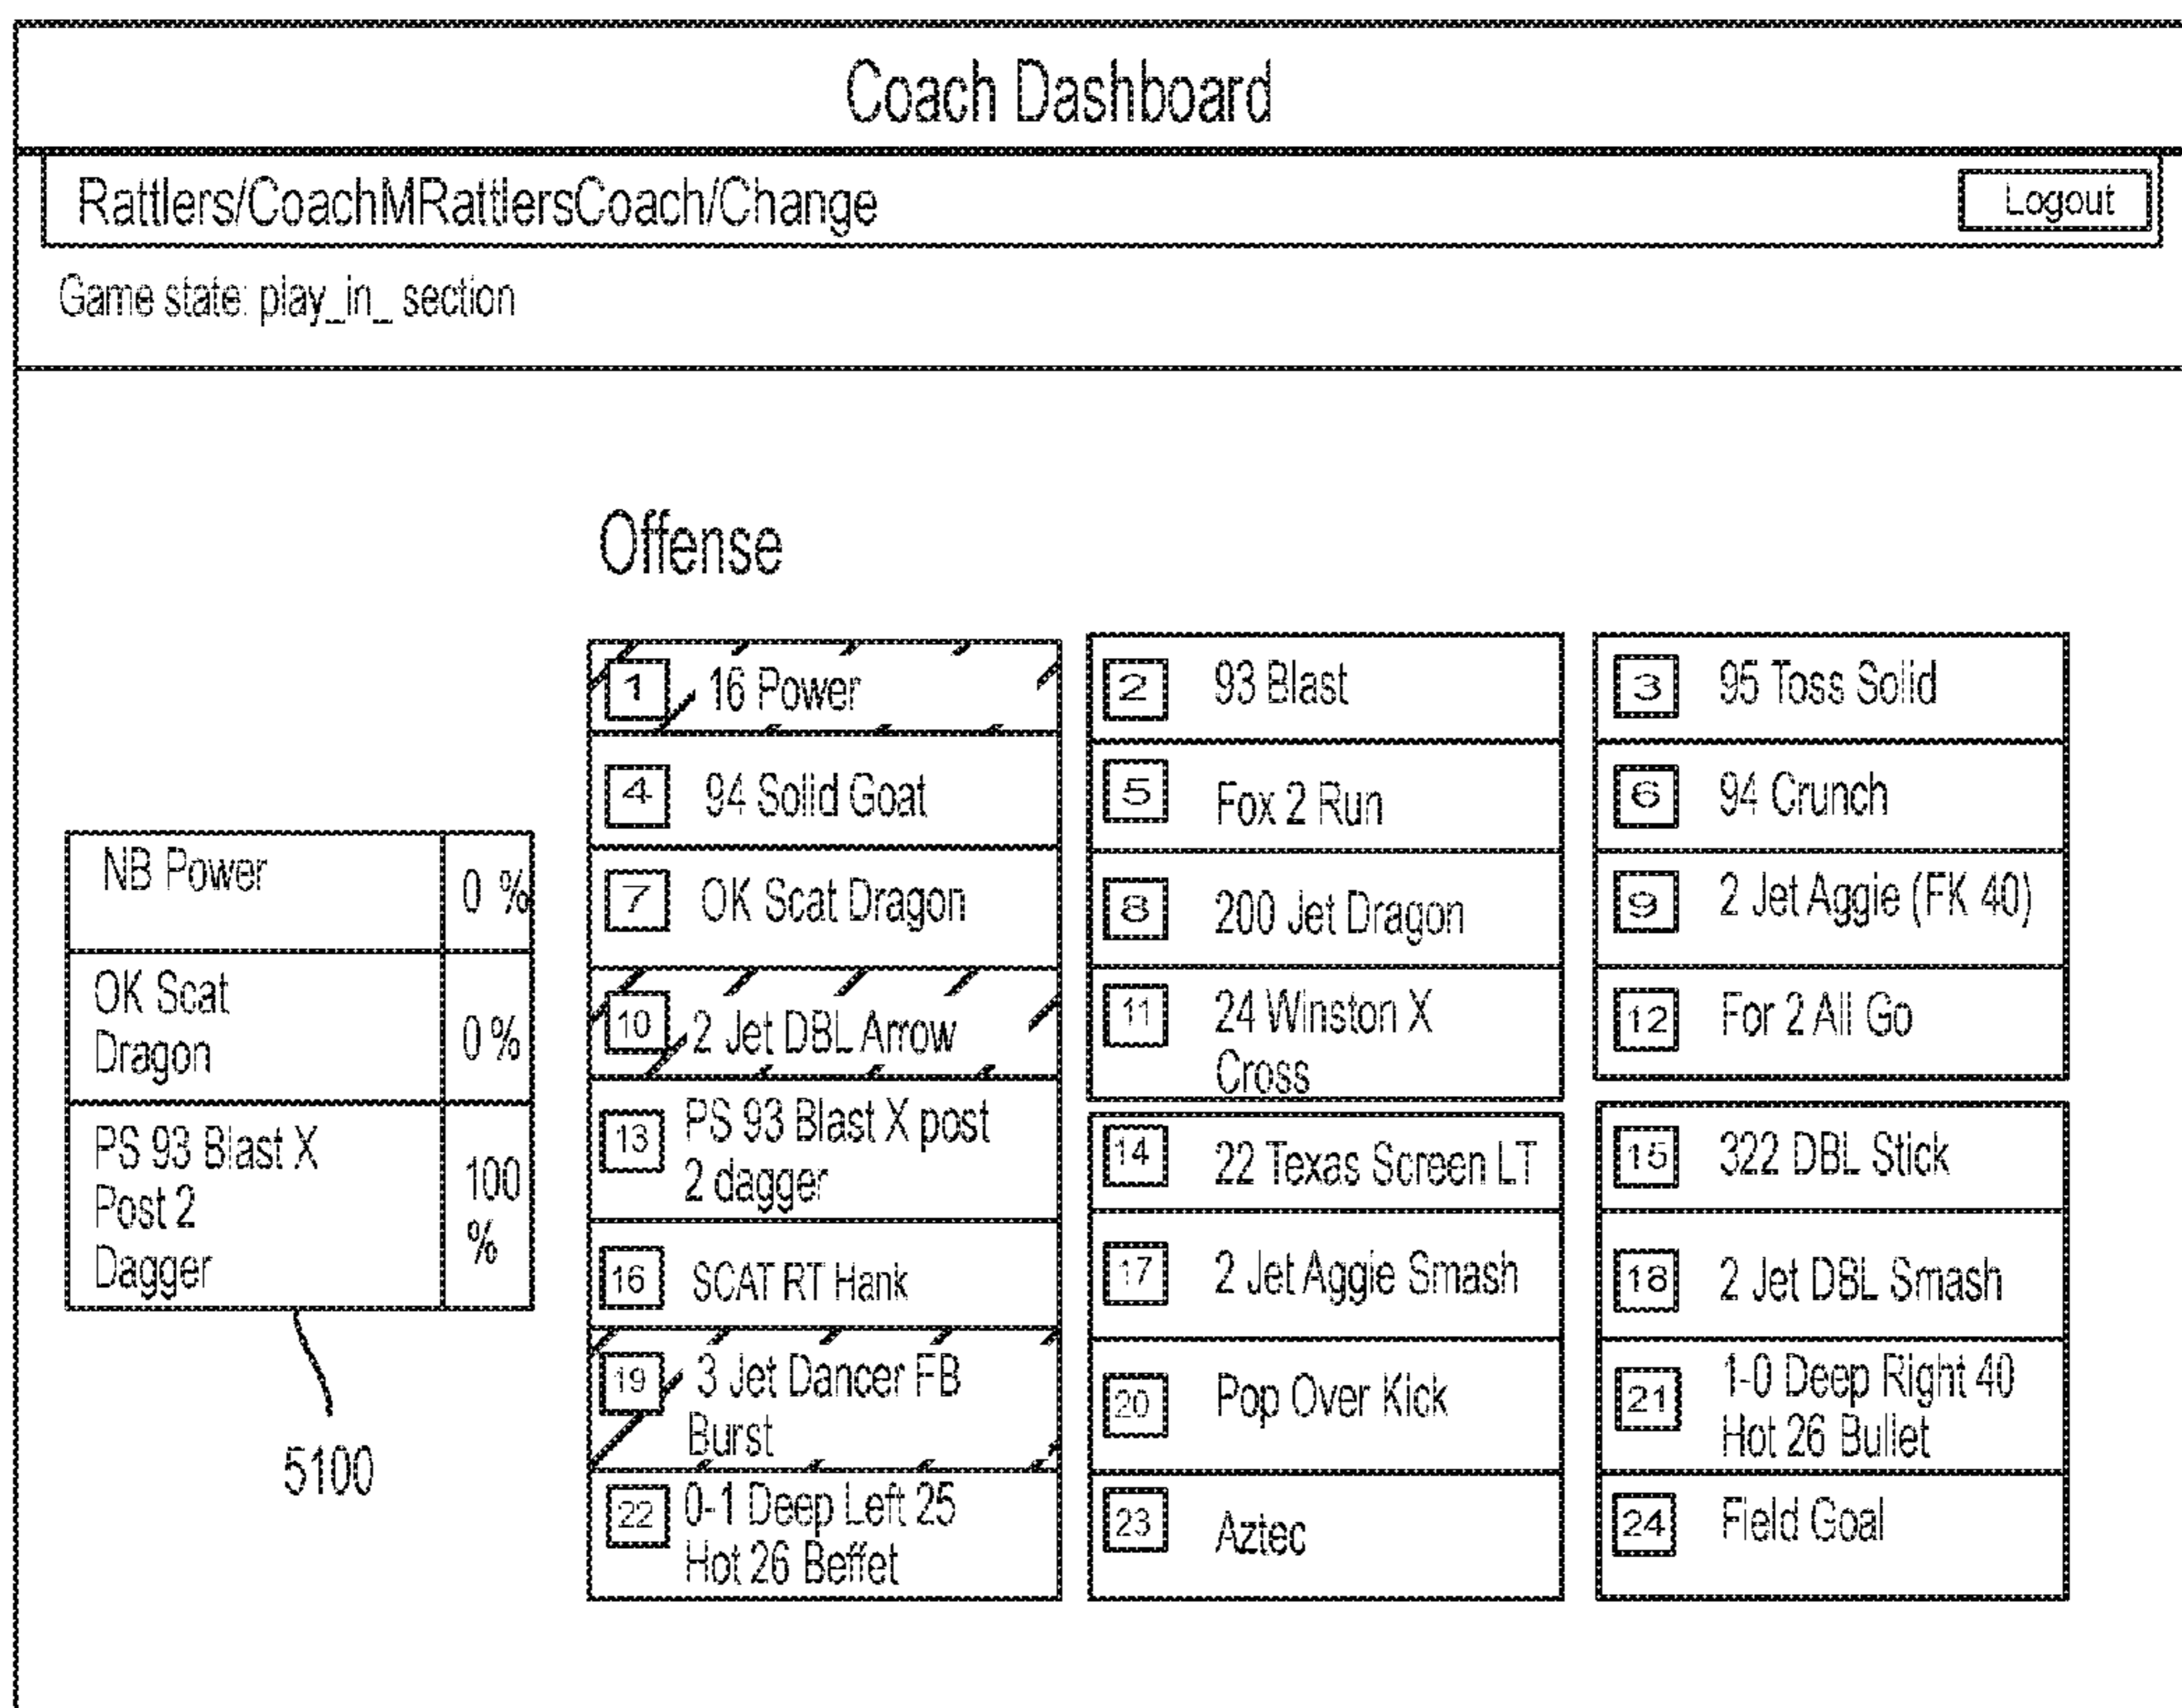 Coach Dashboard
Rattlers/CoachMRattlersCoach/Change
Logout
Game state: play_in_ section
Offense
NB Power
0 %
OK Scat
Dragon
0 %
PS 93 Blast X
Post 2
Dagger
100
%
5100
1 16 Power
4 94 Solid Goat
7 OK Scat Dragon
10 2 Jet DBL Arrow
13 PS 93 Blast X post
2 dagger
16 SCAT RT Hank
19 3 Jet Dancer FB
Burst
22 0-1 Deep Left 25
Hot 26 Beffet
2 93 Blast
5 Fox 2 Run
8 200 Jet Dragon
11 24 Winston X
Cross
14 22 Texas Screen LT
17 2 Jet Aggie Smash
20 Pop Over Kick
23 Aztec
3 95 Toss Solid
6 94 Crunch
9 2 Jet Aggie (FK 40)
12 For 2 All Go
15 322 DBL Stick
18 2 Jet DBL Smash
21 1-0 Deep Right 40
Hot 26 Bullet
24 Field Goal